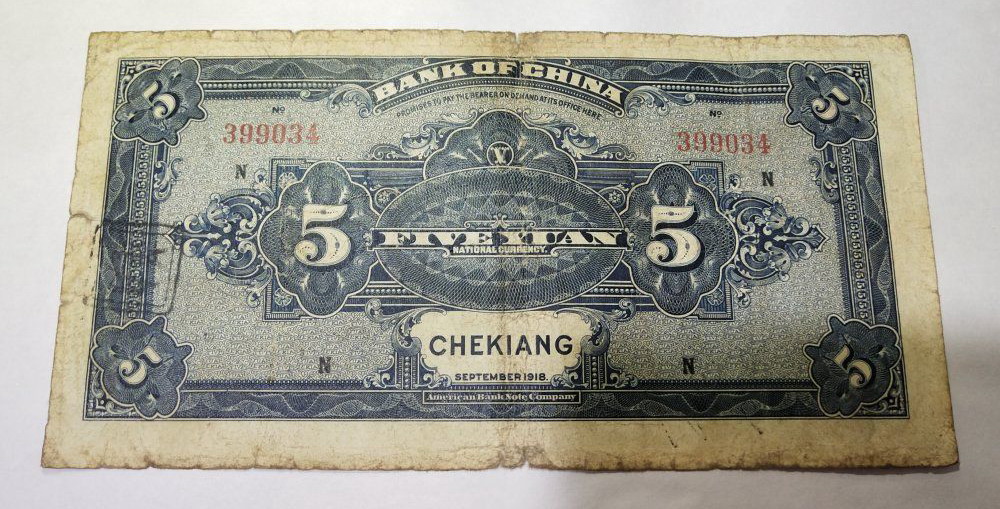 BANK OF CHINA
PROMISES TO PAY THE BEARER ON DEMAND AT ITS OFFICE HERE
5 5
Nº Nº
399034 399034
V
N N
5 FIVE YUAN 5
NATIONAL CURRENCY.
CHEKIANG
N N
SEPTEMBER 1918.
5 5
American Bank Note Company